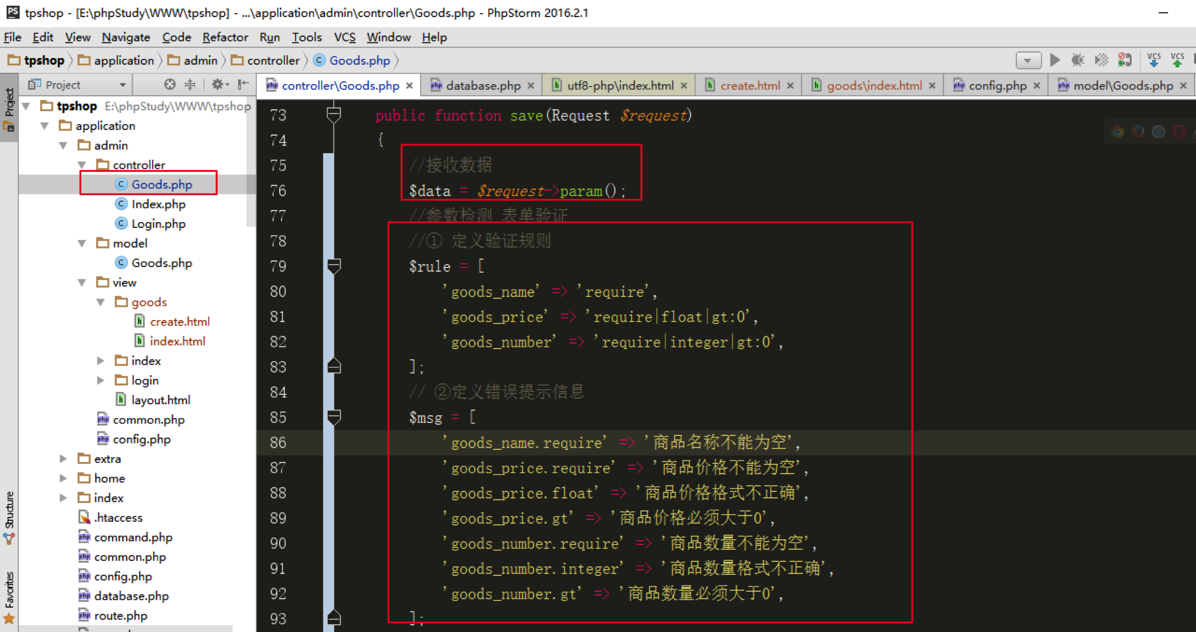 tpshop - [E:\phpStudy\WWW\tpshop] - ...\application\admin\controller\Goods.php - PhpStorm 2016.2.1
File Edit View Navigate Code Refactor Run Tools VCS Window Help
tpshop application admin controller Goods.php
VCS VCS
Project
controller\Goods.php database.php utf8-php\index.html create.html goods\index.html config.php model\Goods.php
Project
Structure
Favorites
tpshop E:\phpStudy\WWW\tpshop
application
admin
controller
Goods.php
Index.php
Login.php
model
Goods.php
view
goods
create.html
index.html
index
login
layout.html
common.php
config.php
extra
home
index
.htaccess
command.php
common.php
config.php
database.php
route.php
73 public function save(Request $request)
74 {
75 //接收数据
76 $data = $request->param();
77 //参数检测 表单验证
78 //① 定义验证规则
79 $rule = [
80 'goods_name' => 'require',
81 'goods_price' => 'require|float|gt:0',
82 'goods_number' => 'require|integer|gt:0',
83 ];
84 // ②定义错误提示信息
85 $msg = [
86 'goods_name.require' => '商品名称不能为空',
87 'goods_price.require' => '商品价格不能为空',
88 'goods_price.float' => '商品价格格式不正确',
89 'goods_price.gt' => '商品价格必须大于0',
90 'goods_number.require' => '商品数量不能为空',
91 'goods_number.integer' => '商品数量格式不正确',
92 'goods_number.gt' => '商品数量必须大于0',
93 ];